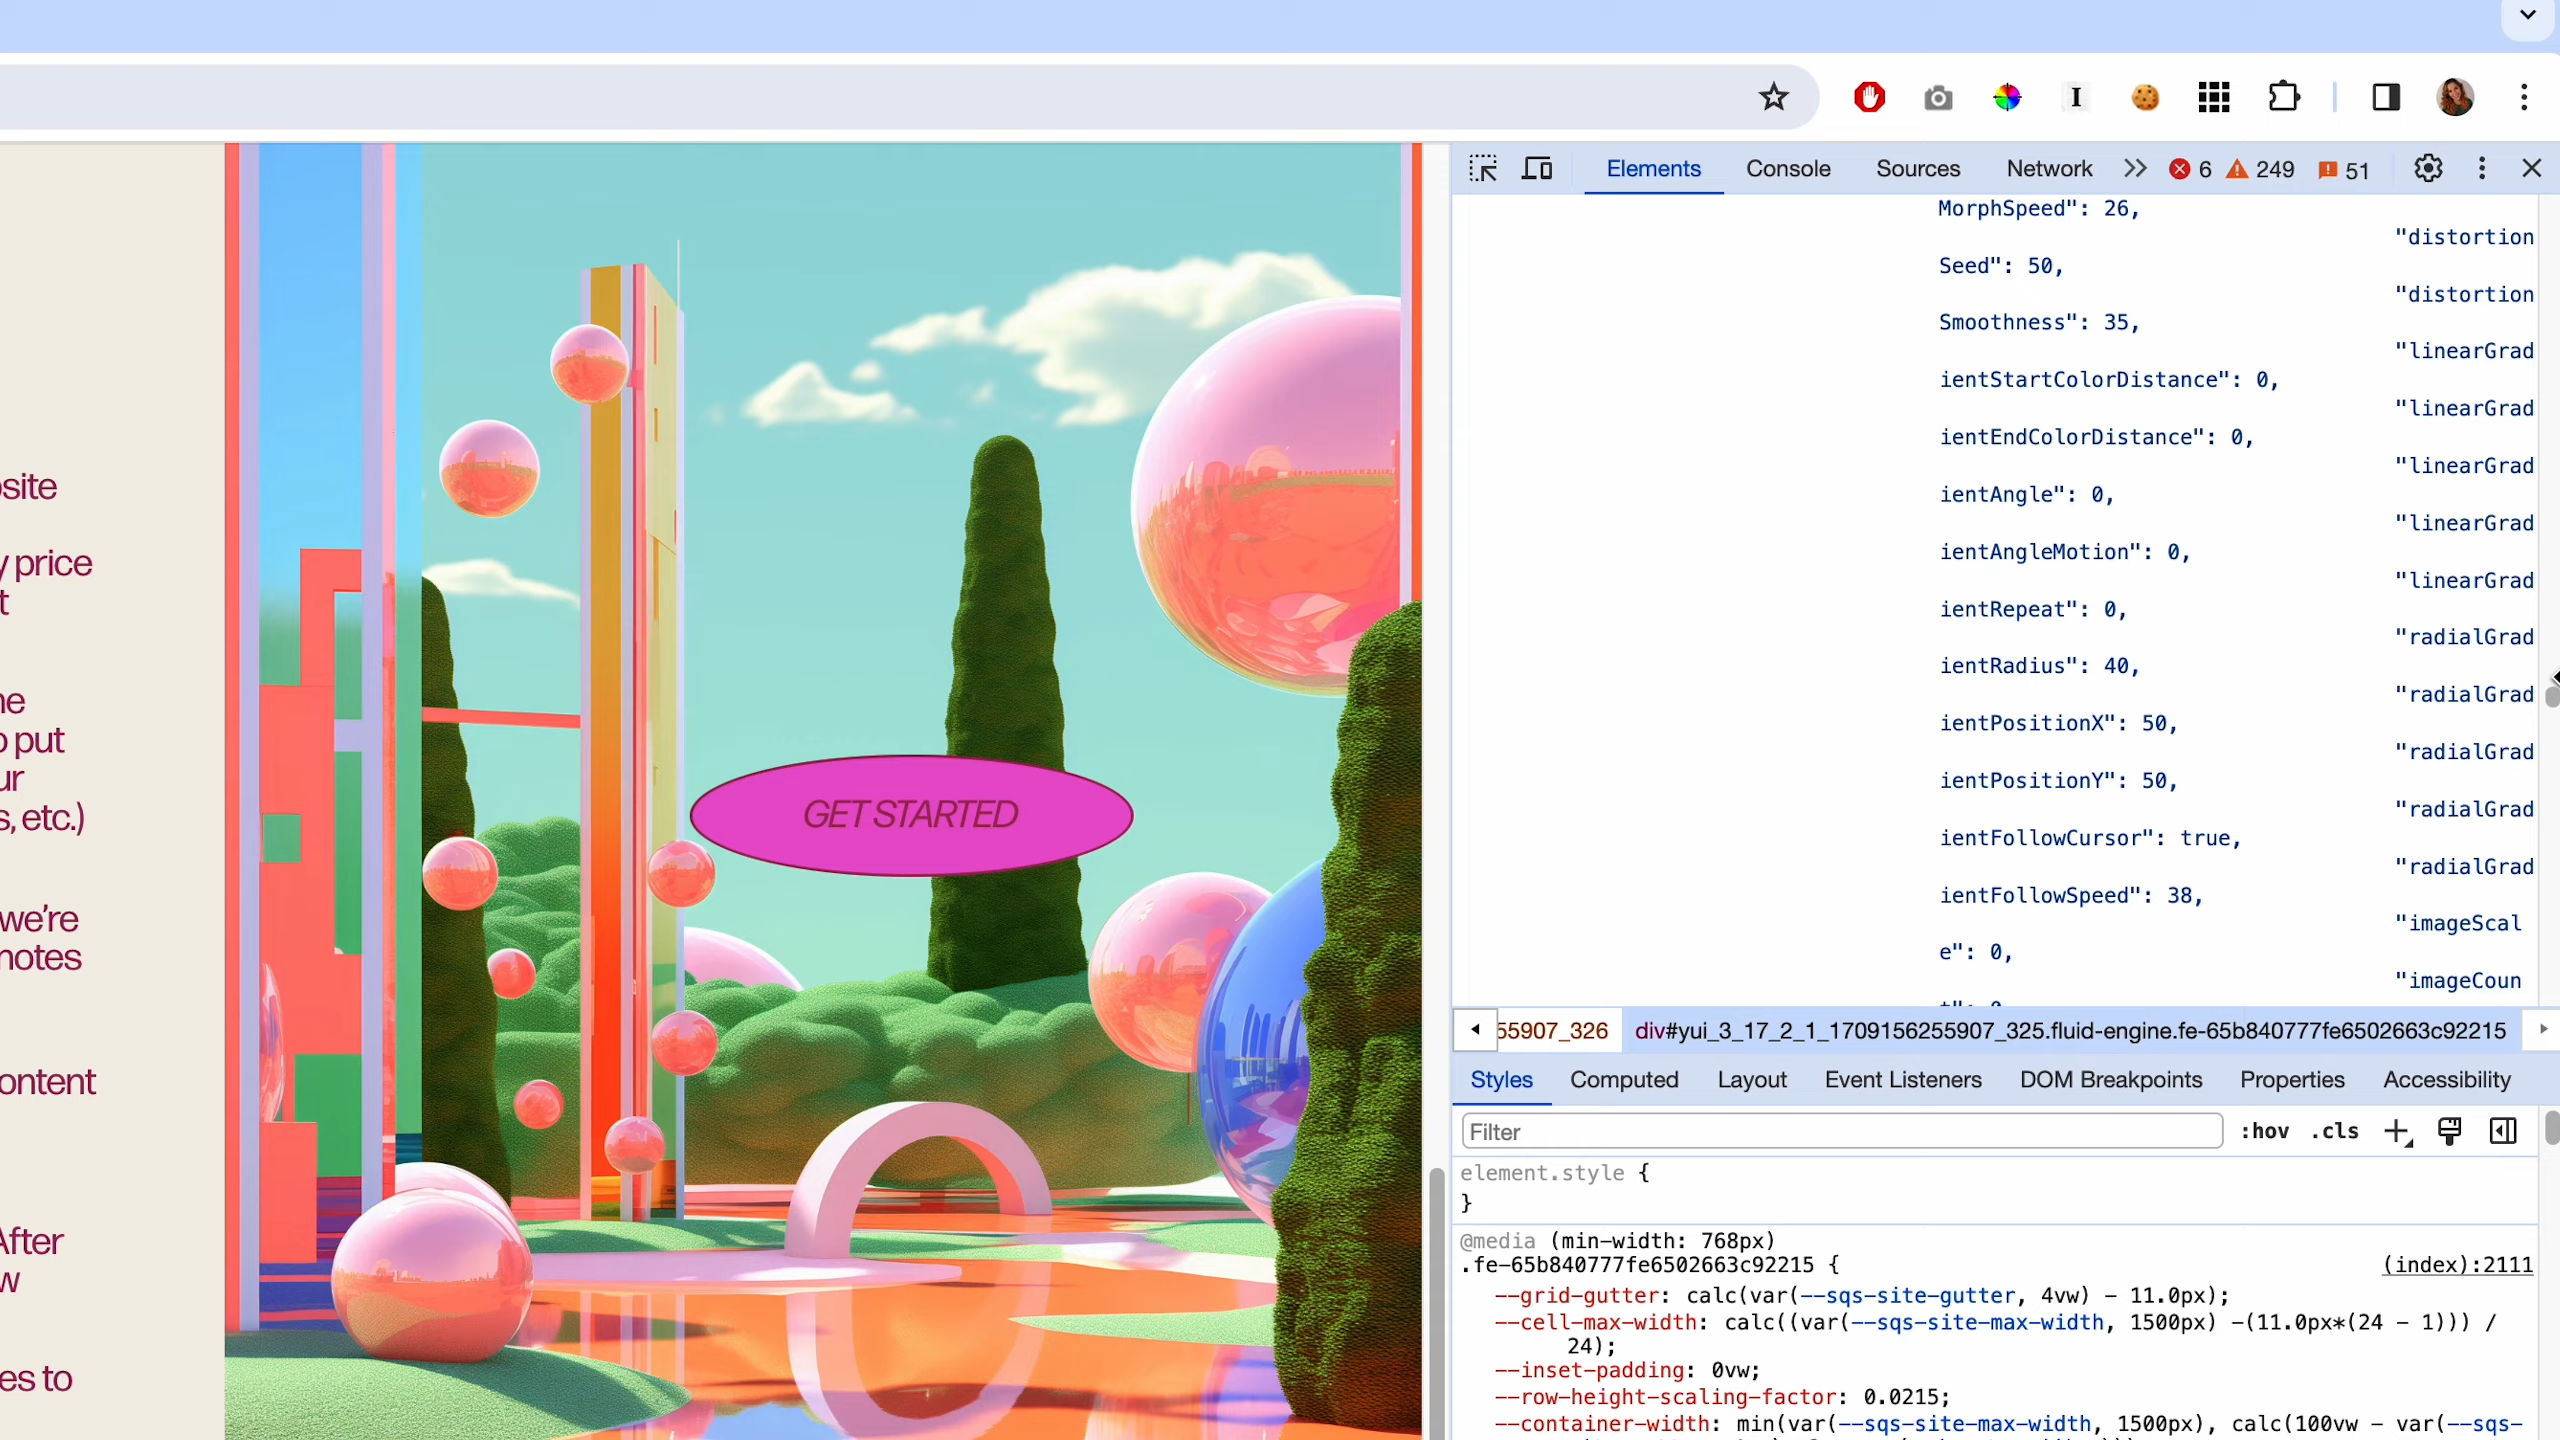 site
y price
t
ne
o put
ur
s, etc.)
we're
notes
ontent
After
w
es to
GET STARTED
I
Elements Console Sources Network 6 249 51
MorphSpeed": 26,
"distortion
Seed": 50,
"distortion
Smoothness": 35,
"linearGrad
ientStartColorDistance": 0,
"linearGrad
ientEndColorDistance": 0,
"linearGrad
ientAngle": 0,
"linearGrad
ientAngleMotion": 0,
"linearGrad
ientRepeat": 0,
"radialGrad
ientRadius": 40,
"radialGrad
ientPositionX": 50,
"radialGrad
ientPositionY": 50,
"radialGrad
ientFollowCursor": true,
"radialGrad
ientFollowSpeed": 38,
"imageScal
e": 0,
"imageCoun
55907_326 div#yui_3_17_2_1_1709156255907_325.fluid-engine.fe-65b840777fe6502663c92215
Styles Computed Layout Event Listeners DOM Breakpoints Properties Accessibility
Filter :hov .cls
element.style {
}
@media (min-width: 768px)
.fe-65b840777fe6502663c92215 { (index):2111
--grid-gutter: calc(var(--sqs-site-gutter, 4vw) - 11.0px);
--cell-max-width: calc((var(--sqs-site-max-width, 1500px) -(11.0px*(24 - 1))) /
24);
--inset-padding: 0vw;
--row-height-scaling-factor: 0.0215;
--container-width: min(var(--sqs-site-max-width, 1500px), calc(100vw - var(--sqs-